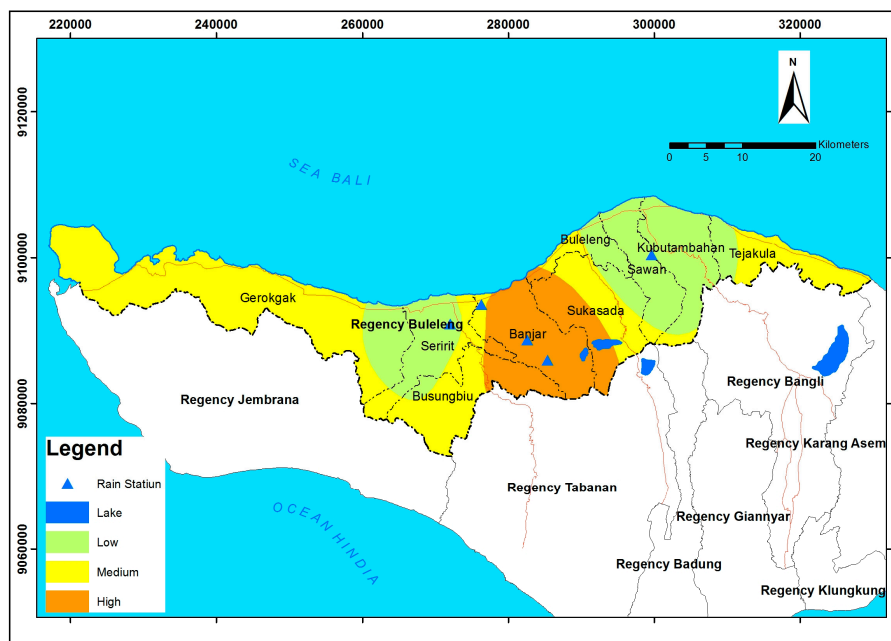 220000 240000 260000 280000 300000 320000
9120000
9100000
9080000
9060000
N
Kilometers
0 5 10 20
SEA BALI
Buleleng
Kubutambahan
Tejakula
Sawah
Gerokgak
Sukasada
Regency Buleleng
Banjar
Seririt
Busungbiu
Regency Jembrana
Regency Bangli
Regency Karang Asem
Regency Tabanan
Regency Giannyar
Regency Badung
Regency Klungkung
OCEAN HINDIA
Legend
Rain Statiun
Lake
Low
Medium
High